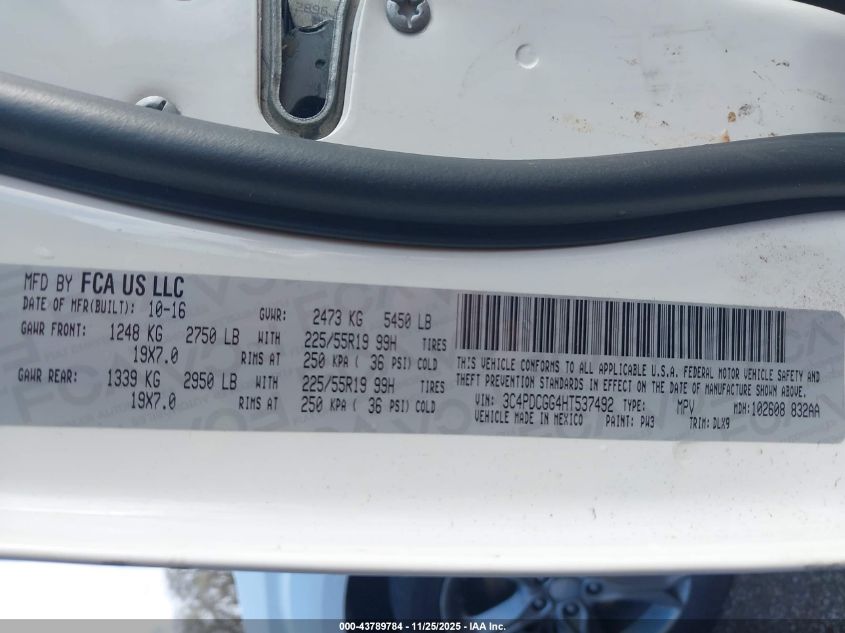 2896
MFD BY FCA US LLC
DATE OF MFR(BUILT): 10-16 GVWR: 2473 KG 5450 LB
GAWR FRONT: 1248 KG 2750 LB WITH 225/55R19 99H TIRES
19X7.0 RIMS AT 250 KPA ( 36 PSI) COLD
GAWR REAR: 1339 KG 2950 LB WITH 225/55R19 99H TIRES
19X7.0 RIMS AT 250 KPA ( 36 PSI) COLD
THIS VEHICLE CONFORMS TO ALL APPLICABLE U.S.A. FEDERAL MOTOR VEHICLE SAFETY AND
THEFT PREVENTION STANDARDS IN EFFECT ON THE DATE OF MANUFACTURE SHOWN ABOVE.
VIN: 3C4PDCGG4HT537492 TYPE: MPV MDH: 102608 832AA
VEHICLE MADE IN MEXICO PAINT: PW3 TRIM: DLX9
000-43789784 - 11/25/2025 - IAA Inc.